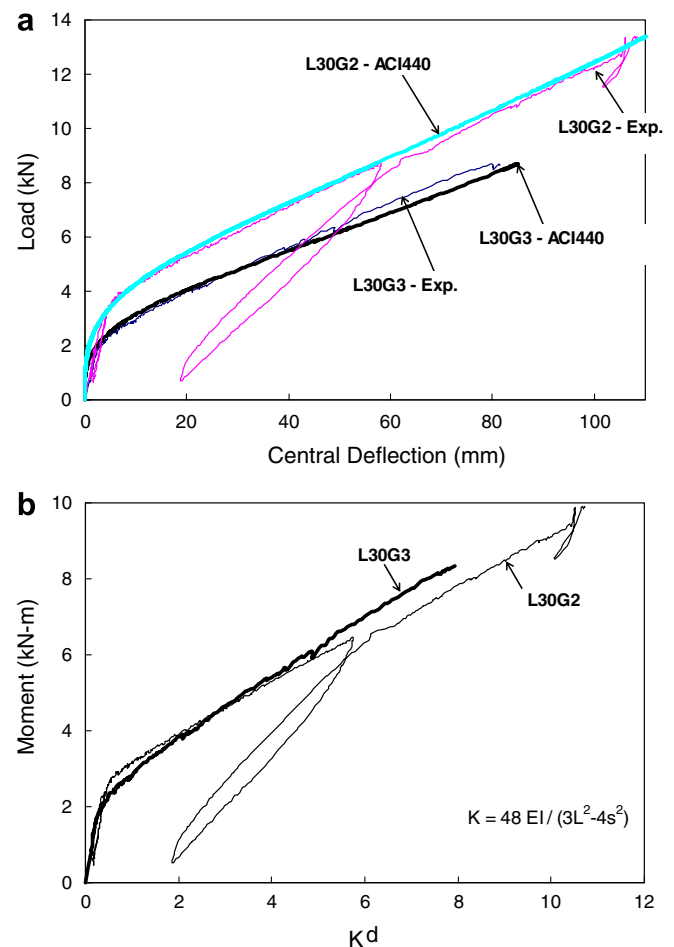 a
14
12
10
8
6
4
2
0
Load (kN)
L30G2 - ACI440
L30G2 - Exp.
L30G3 - ACI440
L30G3 - Exp.
0 20 40 60 80 100
Central Deflection (mm)
b
10
8
6
4
2
0
Moment (kN-m)
L30G3
L30G2
K = 48 EI / (3L²-4s²)
0 2 4 6 8 10 12
Kd